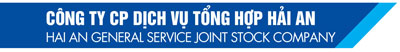 CÔNG TY CP DỊCH VỤ TỔNG HỢP HẢI AN
HAI AN GENERAL SERVICE JOINT STOCK COMPANY